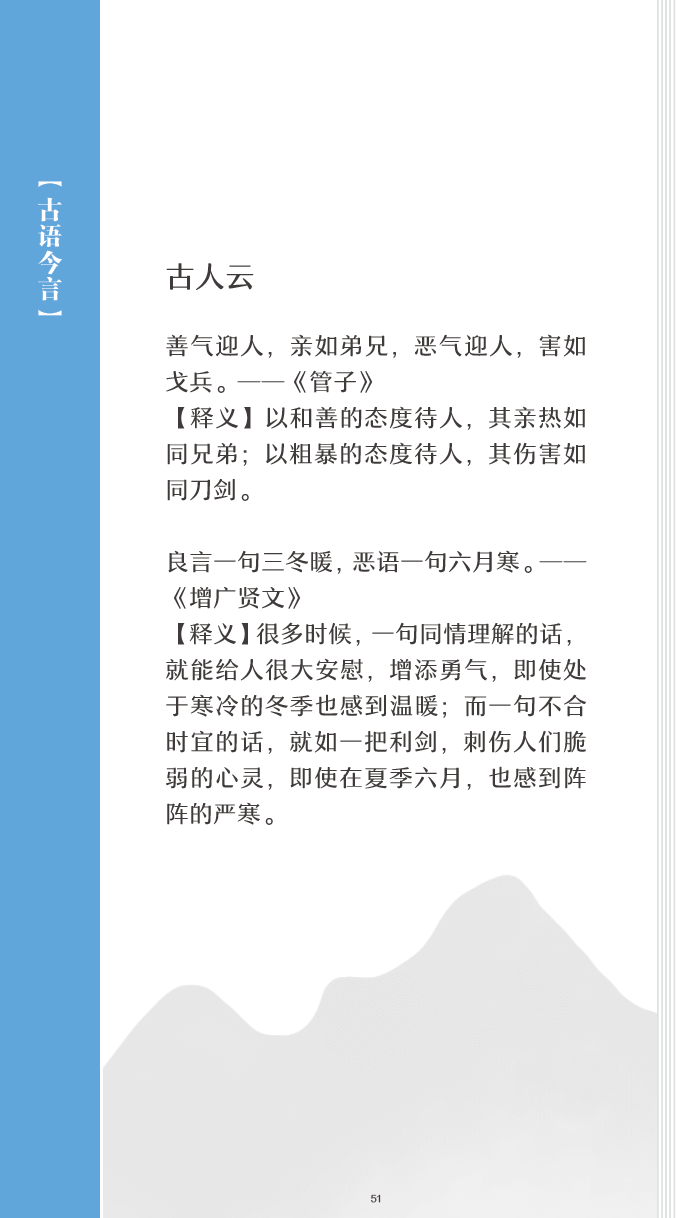 【古语今言】
古人云
善气迎人，亲如弟兄，恶气迎人，害如
戈兵。——《管子》
【释义】以和善的态度待人，其亲热如
同兄弟；以粗暴的态度待人，其伤害如
同刀剑。
良言一句三冬暖，恶语一句六月寒。——
《增广贤文》
【释义】很多时候，一句同情理解的话，
就能给人很大安慰，增添勇气，即使处
于寒冷的冬季也感到温暖；而一句不合
时宜的话，就如一把利剑，刺伤人们脆
弱的心灵，即使在夏季六月，也感到阵
阵的严寒。
51